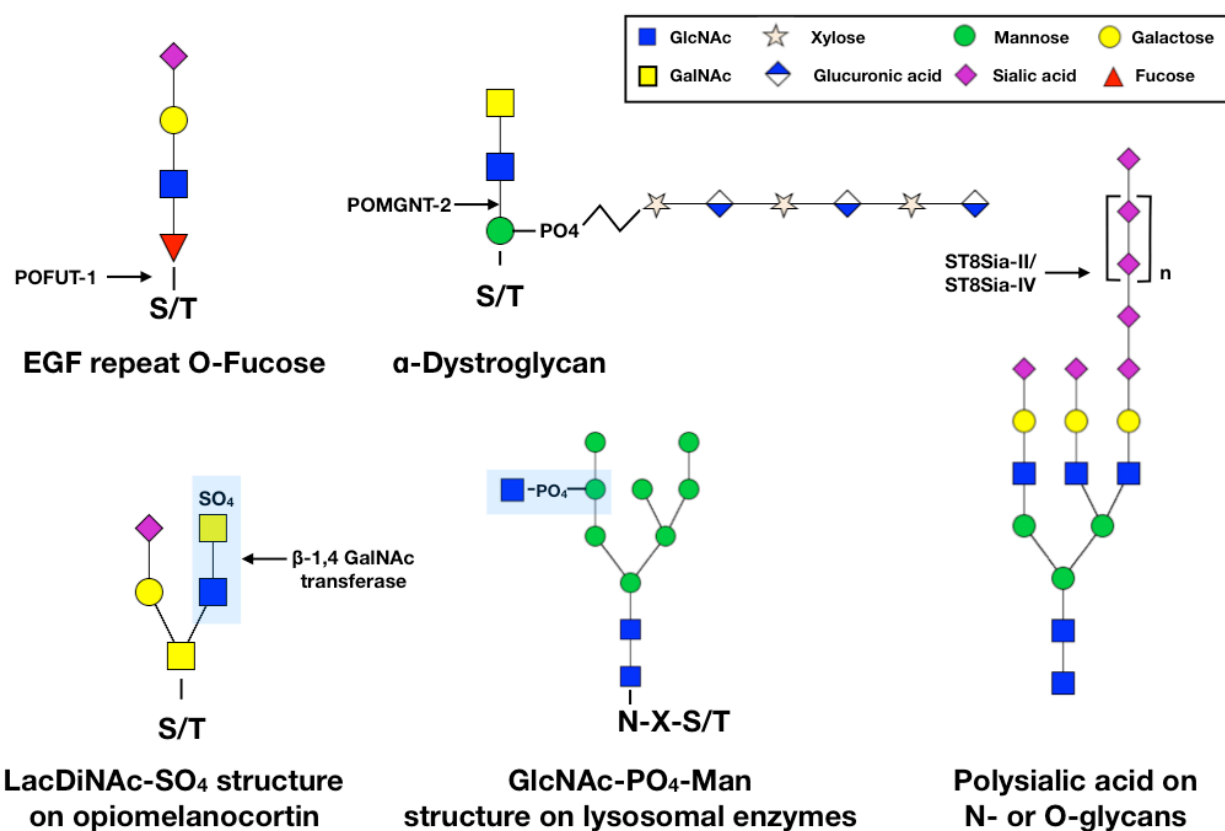 GlcNAc
Xylose
Mannose
Galactose
GalNAc
Glucuronic acid
Sialic acid
Fucose
POFUT-1
S/T
EGF repeat O-Fucose
POMGNT-2
PO4
S/T
α-Dystroglycan
ST8Sia-II/
ST8Sia-IV
n
SO₄
β-1,4 GalNAc
transferase
S/T
LacDiNAc-SO₄ structure
on opiomelanocortin
-PO₄
N-X-S/T
GlcNAc-PO₄-Man
structure on lysosomal enzymes
Polysialic acid on
N- or O-glycans